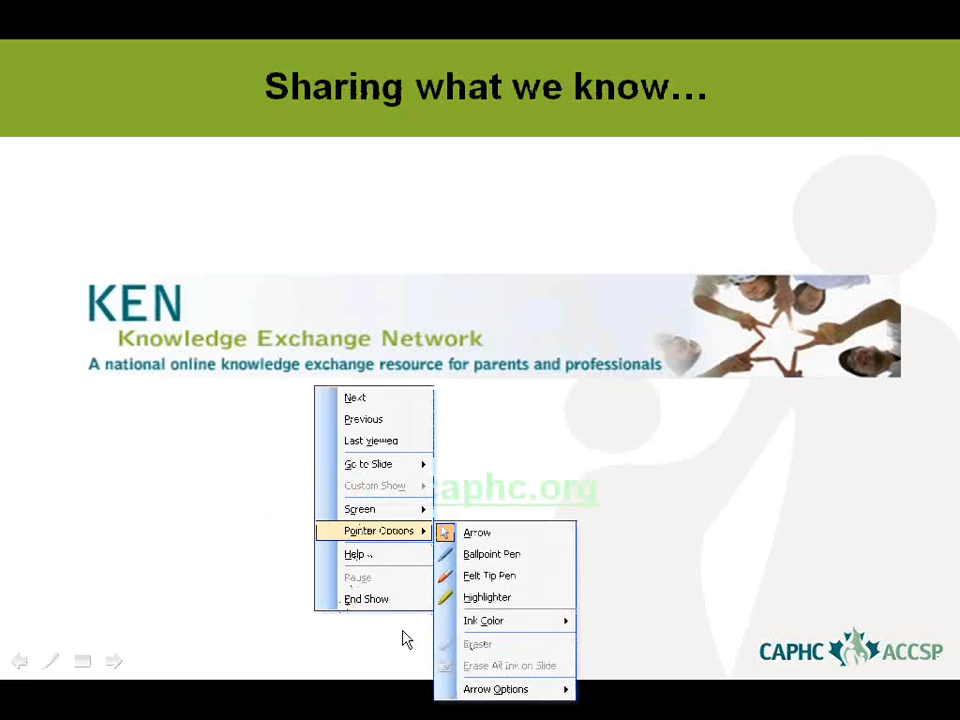 Sharing what we know...
KEN
Knowledge Exchange Network
A national online knowledge exchange resource for parents and professionals
Next
Previous
Last Viewed
Go to Slide
Custom Show
caphc.org
Screen
Pointer Options
Arrow
Help
Ballpoint Pen
Pause
Felt Tip Pen
End Show
Highlighter
Ink Color
Eraser
Erase All Ink on Slide
Arrow Options
CAPHC ACCSP